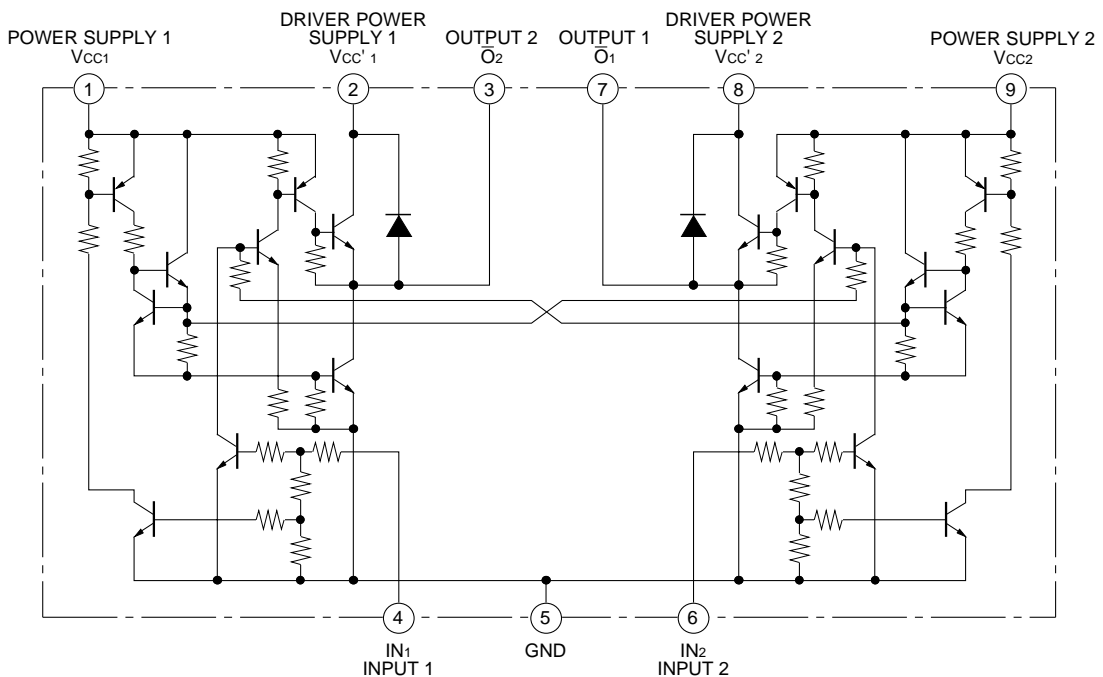 POWER SUPPLY 1
VCC1
1
DRIVER POWER
SUPPLY 1
VCC' 1
2
OUTPUT 2
O̅2
3
OUTPUT 1
O̅1
7
DRIVER POWER
SUPPLY 2
VCC' 2
8
POWER SUPPLY 2
VCC2
9
4
IN1
INPUT 1
5
GND
6
IN2
INPUT 2